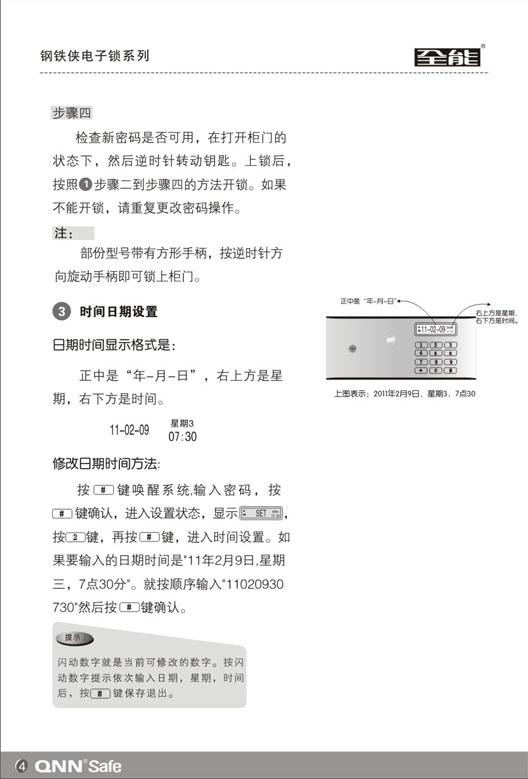 钢铁侠电子锁系列
全能®
步骤四
检查新密码是否可用，在打开柜门的
状态下，然后逆时针转动钥匙。上锁后，
按照1步骤二到步骤四的方法开锁。如果
不能开锁，请重复更改密码操作。
注：
部份型号带有方形手柄，按逆时针方
向旋动手柄即可锁上柜门。
3 时间日期设置
日期时间显示格式是：
正中是“年-月-日”，右上方是星
期，右下方是时间。
11-02-09 星期3
07:30
修改日期时间方法:
按 # 键唤醒系统,输入密码，按
# 键确认，进入设置状态，显示 SET ，
按 2 键，再按 # 键，进入时间设置。如
果要输入的日期时间是"11年2月9日,星期
三，7点30分"。就按顺序输入"11020930
730"然后按 # 键确认。
提示
闪动数字就是当前可修改的数字。按闪
动数字提示依次输入日期，星期，时间
后，按 # 键保存退出。
正中是“年-月-日”
右上方是星期，
右下方是时间。
11-02-09
1 2 3
4 5 6
7 8 9
* 0 #
上图表示：2011年2月9日，星期3，7点30
4 QNN® Safe